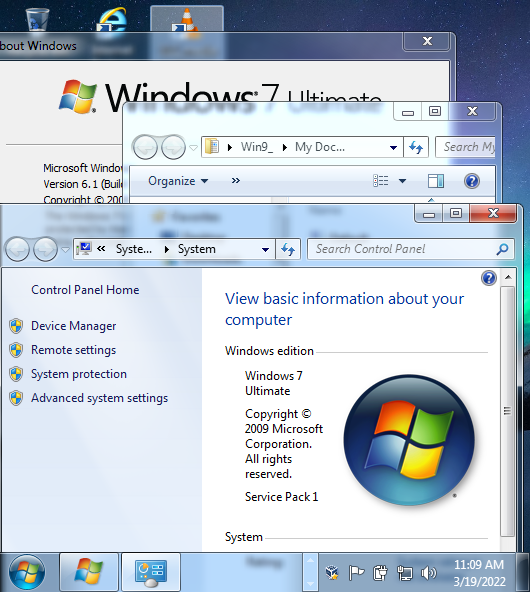 bout Windows
Windows 7 Ultimate
Microsoft Window
Version 6.1 (Build
Copyright © 200
Win9_
My Doc...
Search My
Organize
»
«
Syste...
System
Search Control Panel
Control Panel Home
Device Manager
Remote settings
System protection
Advanced system settings
View basic information about your
computer
Windows edition
Windows 7
Ultimate
Copyright ©
2009 Microsoft
Corporation.
All rights
reserved.
Service Pack 1
System
11:09 AM
3/19/2022